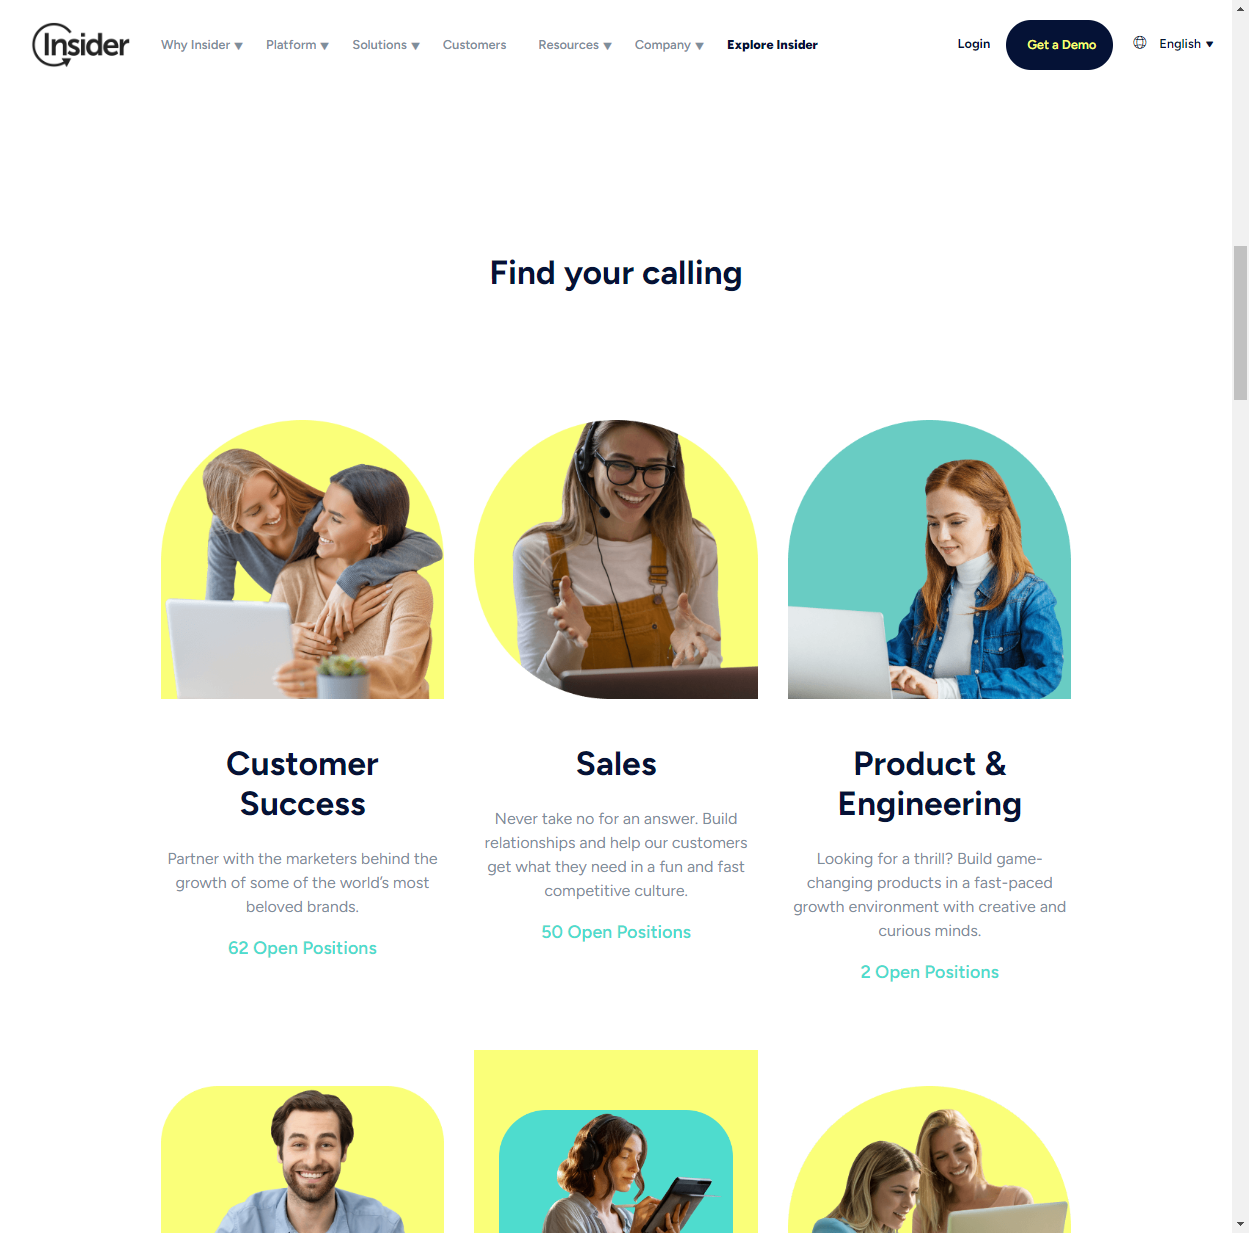 Insider
Why Insider
Platform
Solutions
Customers
Resources
Company
Explore Insider
Login
Get a Demo
English
Find your calling
Customer
Success
Partner with the marketers behind the
growth of some of the world’s most
beloved brands.
62 Open Positions
Sales
Never take no for an answer. Build
relationships and help our customers
get what they need in a fun and fast
competitive culture.
50 Open Positions
Product &
Engineering
Looking for a thrill? Build game-
changing products in a fast-paced
growth environment with creative and
curious minds.
2 Open Positions